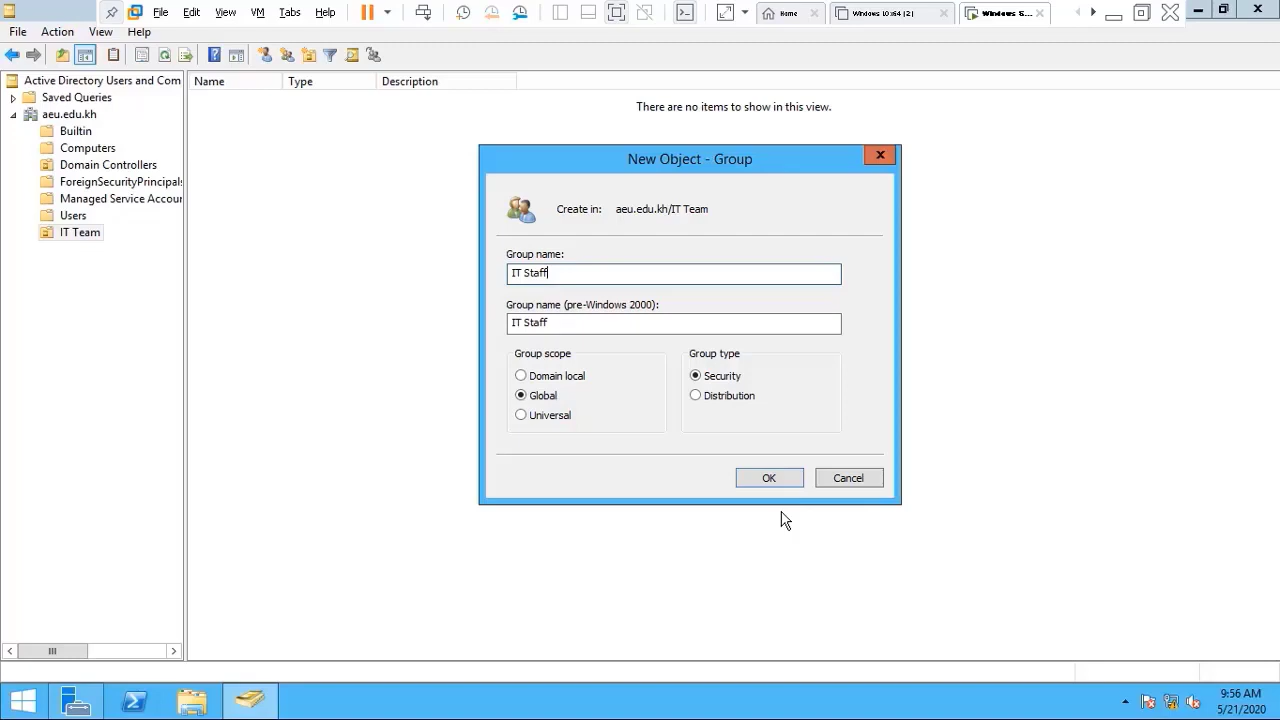 File Edit View VM Tabs Help
Home
Windows 10 x64 (2)
Windows S...
File Action View Help
Active Directory Users and Com
Name Type Description
Saved Queries
There are no items to show in this view.
aeu.edu.kh
Builtin
Computers
Domain Controllers
ForeignSecurityPrincipals
Managed Service Accour
Users
IT Team
New Object - Group
Create in: aeu.edu.kh/IT Team
Group name:
IT Staff
Group name (pre-Windows 2000):
IT Staff
Group scope
Domain local
Global
Universal
Group type
Security
Distribution
OK Cancel
9:56 AM
5/21/2020